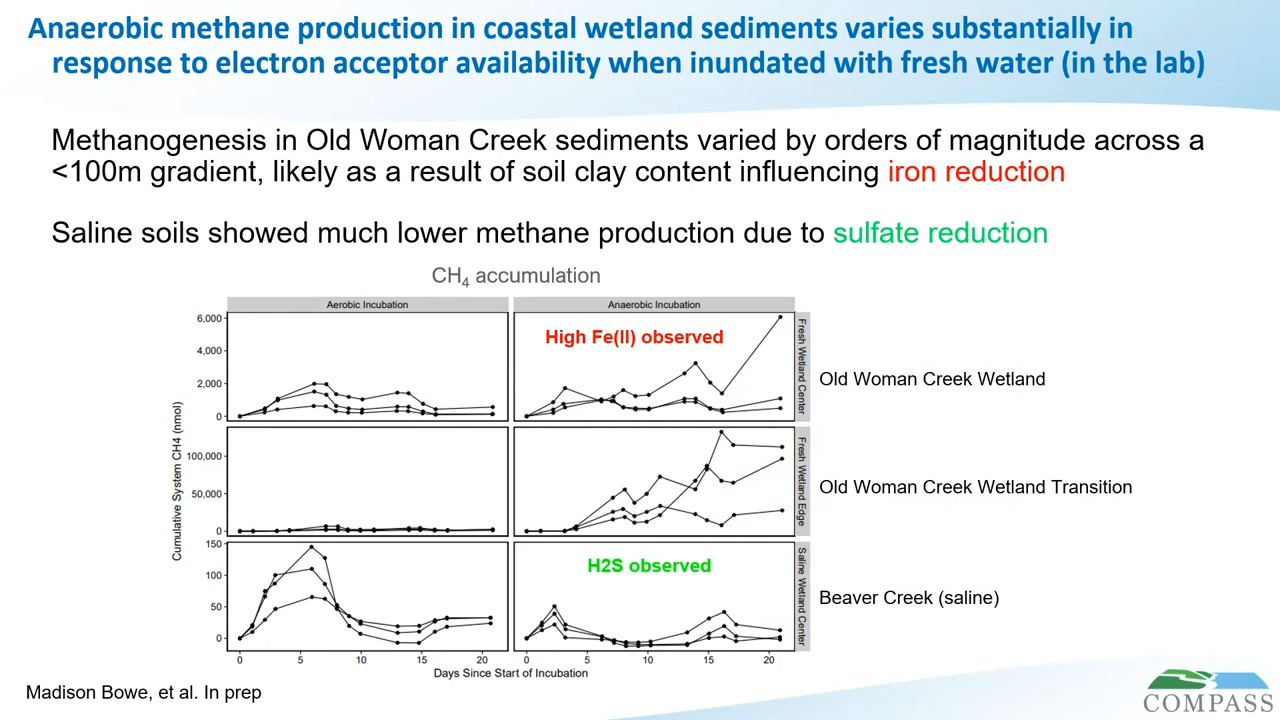 Anaerobic methane production in coastal wetland sediments varies substantially in
response to electron acceptor availability when inundated with fresh water (in the lab)
Methanogenesis in Old Woman Creek sediments varied by orders of magnitude across a
<100m gradient, likely as a result of soil clay content influencing iron reduction
Saline soils showed much lower methane production due to sulfate reduction
CH₄ accumulation
Aerobic Incubation
Anaerobic Incubation
Cumulative System CH4 (nmol)
6,000
4,000
2,000
0
High Fe(II) observed
Fresh Wetland Center
Old Woman Creek Wetland
100,000
50,000
0
Fresh Wetland Edge
Old Woman Creek Wetland Transition
150
100
50
0
H2S observed
Saline Wetland Center
Beaver Creek (saline)
0 5 10 15 20
0 5 10 15 20
Days Since Start of Incubation
Madison Bowe, et al. In prep
COMPASS